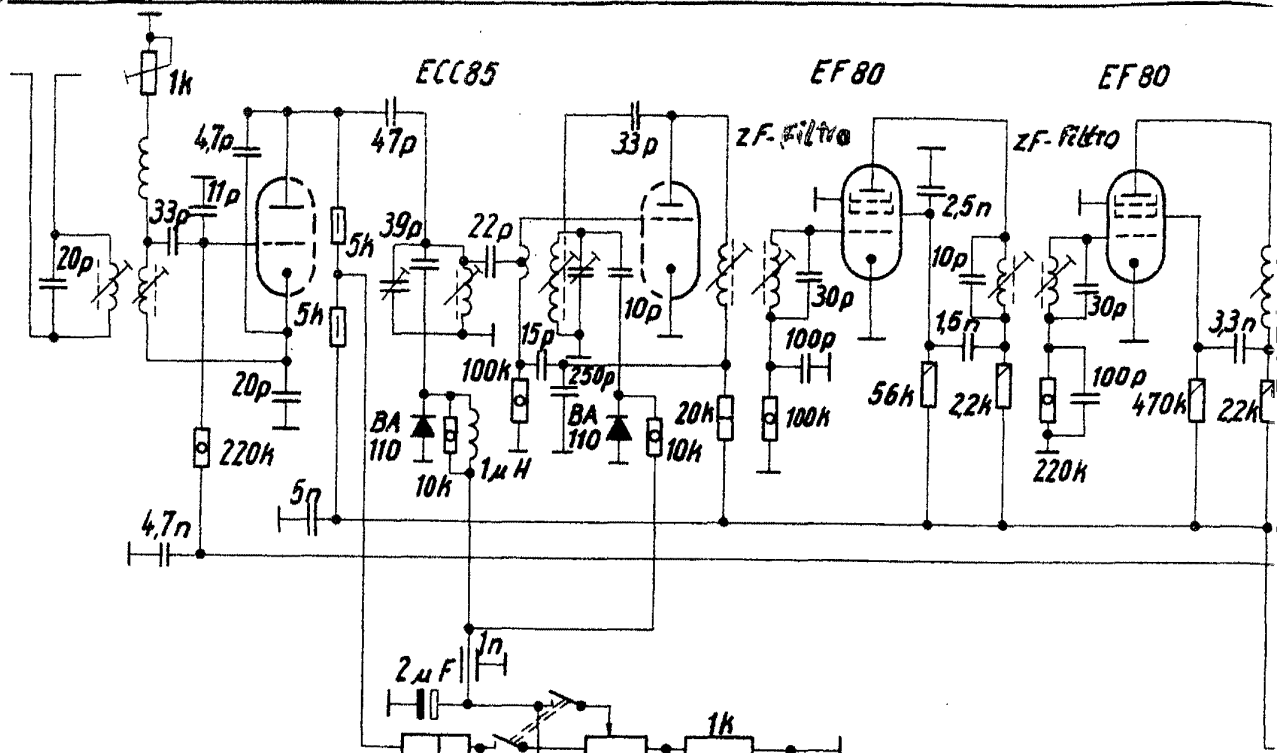 ECC85
EF80
EF80
1k
4,7p
47p
33p
zF-Filtro
zF-Filtro
11p
33p
2,5n
5k
39p
22p
20p
10p
10p
30p
30p
5k
15p
100p
1,6n
3,3n
20p
100k
250p
100p
BA
110
BA
110
20k
100k
56k
2,2k
470k
2,2k
220k
10k
1µH
10k
220k
5n
4,7n
1n
2µF
1k